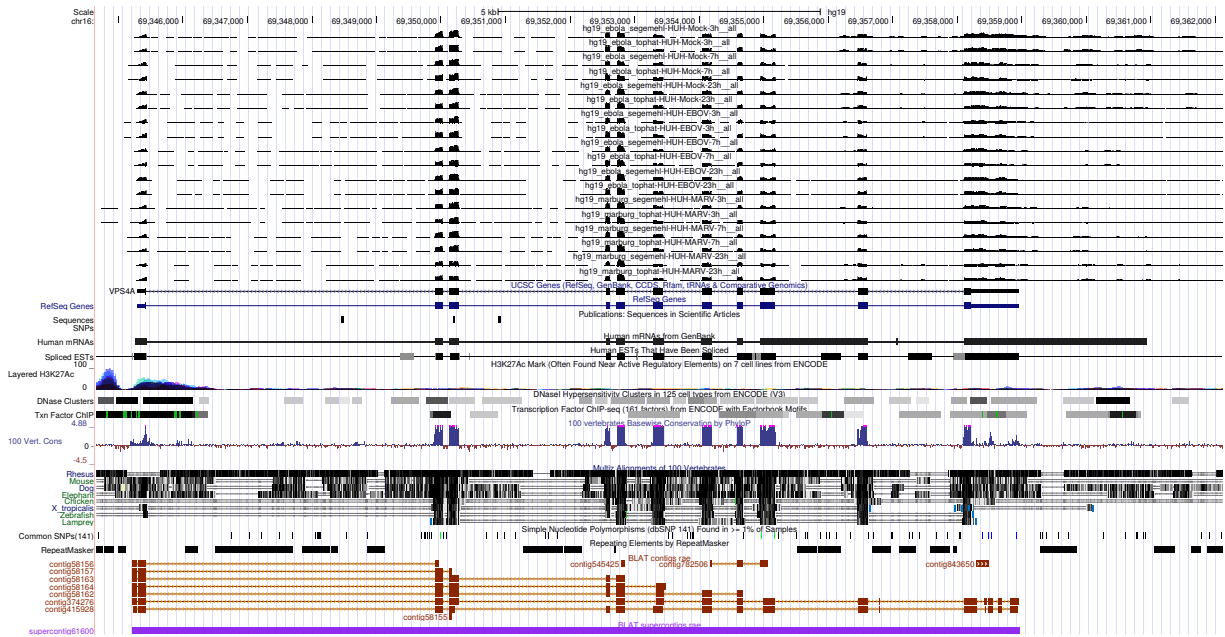 Scale 5 kb hg19
chr16: 69,346,000 69,347,000 69,348,000 69,349,000 69,350,000 69,351,000 69,352,000 69,353,000 69,354,000 69,355,000 69,356,000 69,357,000 69,358,000 69,359,000 69,360,000 69,361,000 69,362,000
hg19_ebola_segemehl-HUH-Mock-3h__all
hg19_ebola_tophat-HUH-Mock-3h__all
hg19_ebola_segemehl-HUH-Mock-7h__all
hg19_ebola_tophat-HUH-Mock-7h__all
hg19_ebola_segemehl-HUH-Mock-23h__all
hg19_ebola_tophat-HUH-Mock-23h__all
hg19_ebola_segemehl-HUH-EBOV-3h__all
hg19_ebola_tophat-HUH-EBOV-3h__all
hg19_ebola_segemehl-HUH-EBOV-7h__all
hg19_ebola_tophat-HUH-EBOV-7h__all
hg19_ebola_segemehl-HUH-EBOV-23h__all
hg19_ebola_tophat-HUH-EBOV-23h__all
hg19_marburg_segemehl-HUH-MARV-3h__all
hg19_marburg_tophat-HUH-MARV-3h__all
hg19_marburg_segemehl-HUH-MARV-7h__all
hg19_marburg_tophat-HUH-MARV-7h__all
hg19_marburg_segemehl-HUH-MARV-23h__all
hg19_marburg_tophat-HUH-MARV-23h__all
UCSC Genes (RefSeq, GenBank, CCDS, Rfam, tRNAs & Comparative Genomics)
VPS4A
RefSeq Genes
RefSeq Genes
Publications: Sequences in Scientific Articles
Sequences
SNPs
Human mRNAs from GenBank
Human mRNAs
Human ESTs That Have Been Spliced
Spliced ESTs
H3K27Ac Mark (Often Found Near Active Regulatory Elements) on 7 cell lines from ENCODE
100
Layered H3K27Ac
0
DNaseI Hypersensitivity Clusters in 125 cell types from ENCODE (V3)
DNase Clusters
Transcription Factor ChIP-seq (161 factors) from ENCODE with Factorbook Motifs
Txn Factor ChIP
100 vertebrates Basewise Conservation by PhyloP
4.88
100 Vert. Cons
0
-4.5
Multiz Alignments of 100 Vertebrates
Rhesus
Mouse
Dog
Elephant
Chicken
X_tropicalis
Zebrafish
Lamprey
Simple Nucleotide Polymorphisms (dbSNP 141) Found in >= 1% of Samples
Common SNPs(141)
Repeating Elements by RepeatMasker
RepeatMasker
BLAT contigs rae
contig58156 contig545425 contig782506 contig843650
contig58157
contig58163
contig58164
contig58162
contig374276
contig415928
contig58155
BLAT supercontigs rae
supercontig61600